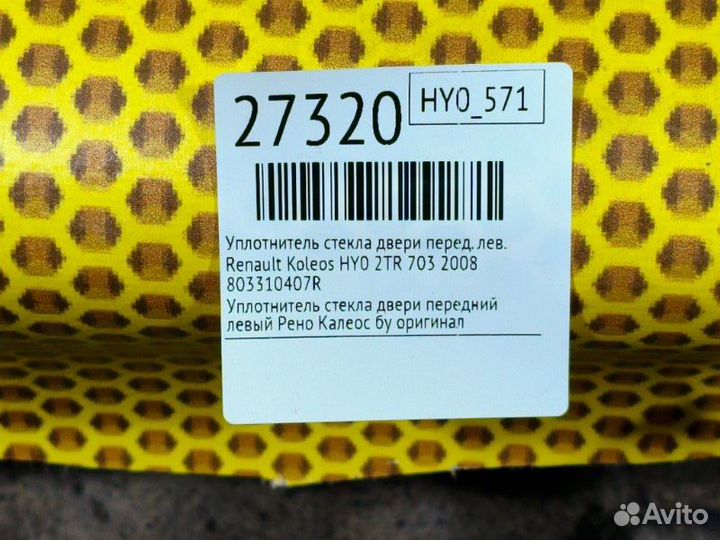 27320
HY0_571
Уплотнитель стекла двери перед. лев.
Renault Koleos HY0 2TR 703 2008
803310407R
Уплотнитель стекла двери передний
левый Рено Калеос бу оригинал
Avito